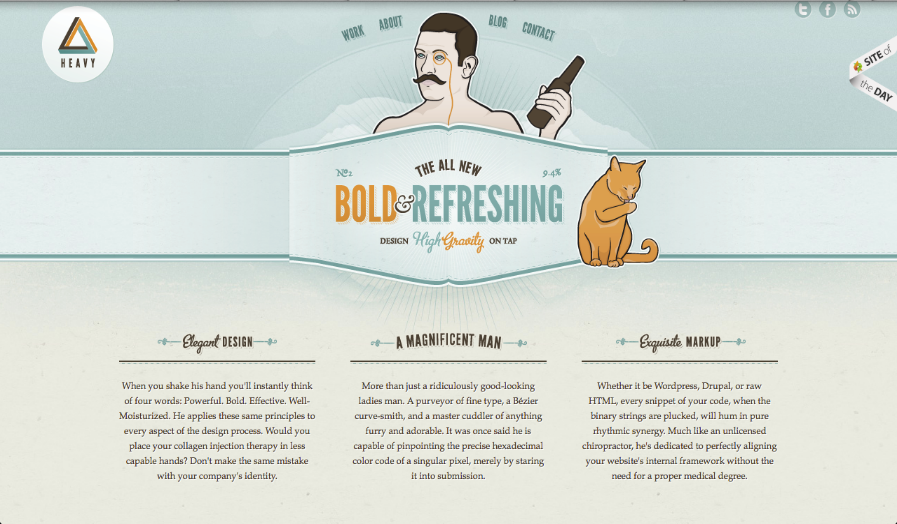 HEAVY
WORK ABOUT BLOG CONTACT
SITE of
the DAY
THE ALL NEW
Nº2 9.4%
BOLD & REFRESHING
DESIGN High Gravity ON TAP
Elegant DESIGN
When you shake his hand you'll instantly think
of four words: Powerful. Bold. Effective. Well-
Moisturized. He applies these same principles to
every aspect of the design process. Would you
place your collagen injection therapy in less
capable hands? Don't make the same mistake
with your company's identity.
A MAGNIFICENT MAN
More than just a ridiculously good-looking
ladies man. A purveyor of fine type, a Bézier
curve-smith, and a master cuddler of anything
furry and adorable. It was once said he is
capable of pinpointing the precise hexadecimal
color code of a singular pixel, merely by staring
it into submission.
Exquisite MARKUP
Whether it be Wordpress, Drupal, or raw
HTML, every snippet of your code, when the
binary strings are plucked, will hum in pure
rhythmic synergy. Much like an unlicensed
chiropractor, he's dedicated to perfectly aligning
your website's internal framework without the
need for a proper medical degree.